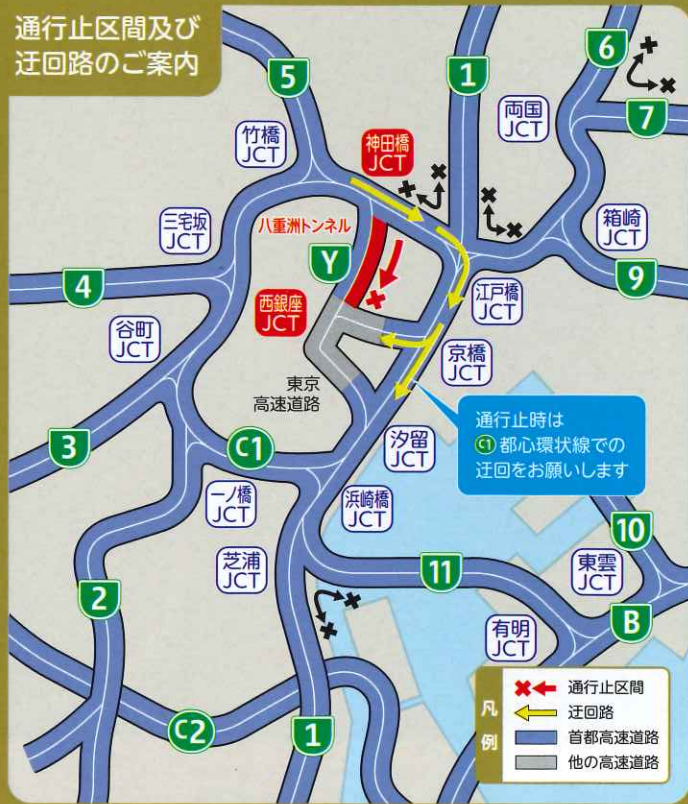 通行止区間及び
迂回路のご案内
5
1
6
7
竹橋
JCT
神田橋
JCT
両国
JCT
三宅坂
JCT
八重洲トンネル
箱崎
JCT
Y
4
9
西銀座
JCT
江戸橋
JCT
谷町
JCT
京橋
JCT
東京
高速道路
通行止時は
C1 都心環状線での
迂回をお願いします
3
C1
汐留
JCT
一ノ橋
JCT
浜崎橋
JCT
10
芝浦
JCT
11
東雲
JCT
2
B
有明
JCT
C2
1
凡例
通行止区間
迂回路
首都高速道路
他の高速道路